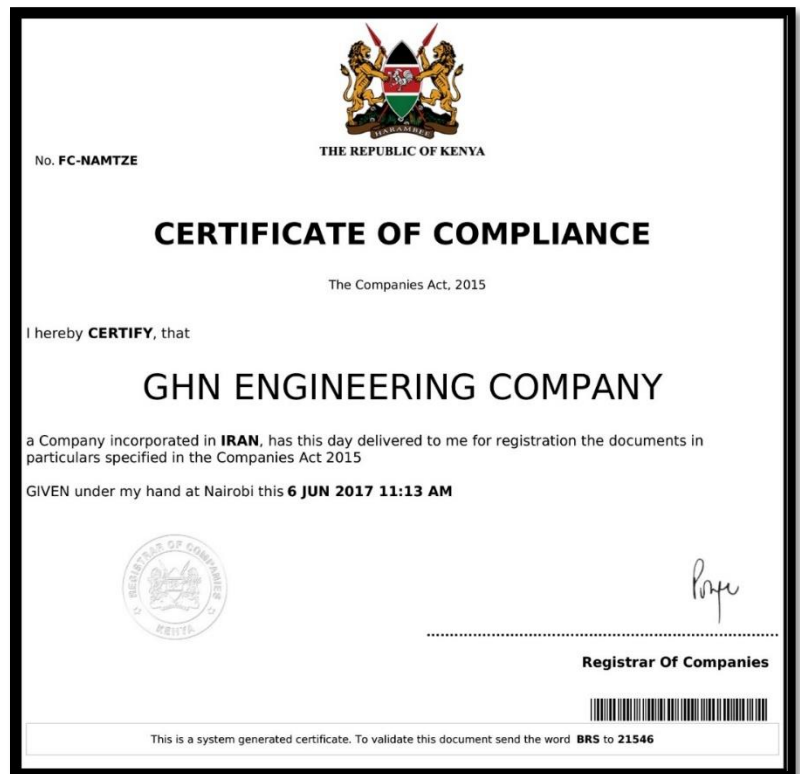 HARAMBEE
THE REPUBLIC OF KENYA
No. FC-NAMTZE
CERTIFICATE OF COMPLIANCE
The Companies Act, 2015
I hereby CERTIFY, that
GHN ENGINEERING COMPANY
a Company incorporated in IRAN, has this day delivered to me for registration the documents in
particulars specified in the Companies Act 2015
GIVEN under my hand at Nairobi this 6 JUN 2017 11:13 AM
REGISTRAR OF COMPANIES
KENYA
Registrar Of Companies
This is a system generated certificate. To validate this document send the word BRS to 21546